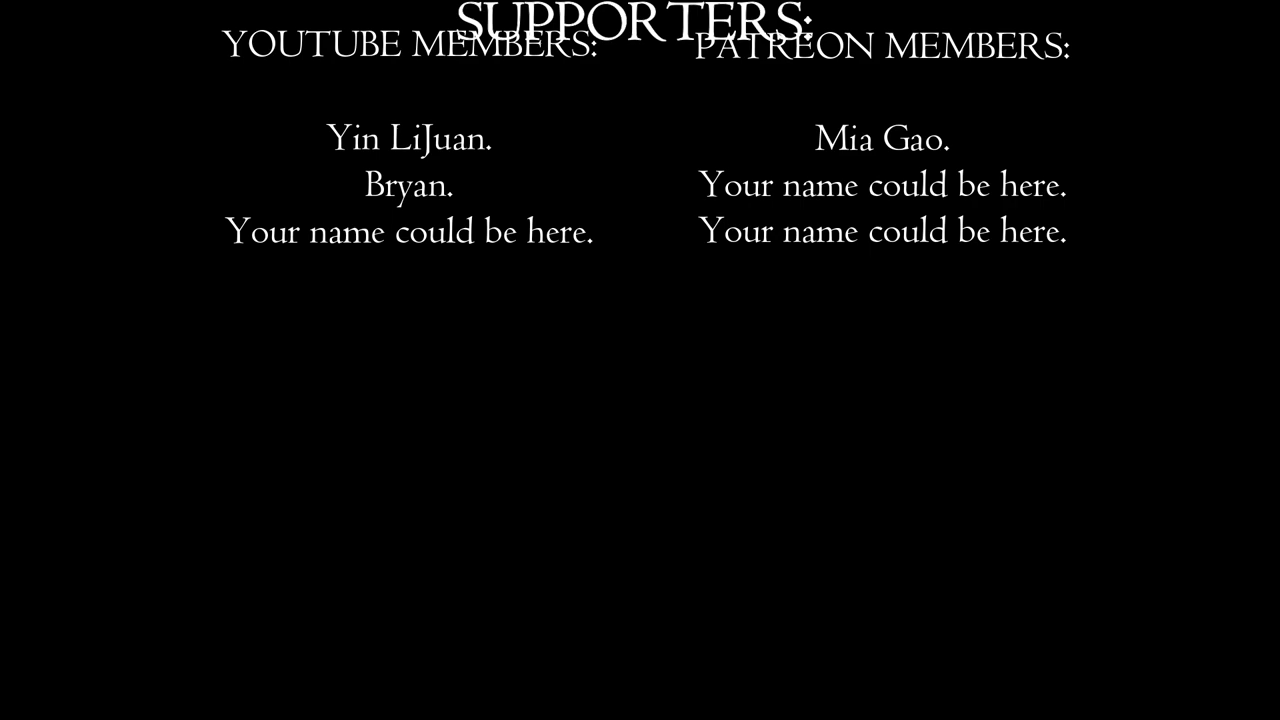 SUPPORTERS:
YOUTUBE MEMBERS:
Yin LiJuan.
Bryan.
Your name could be here.
PATREON MEMBERS:
Mia Gao.
Your name could be here.
Your name could be here.